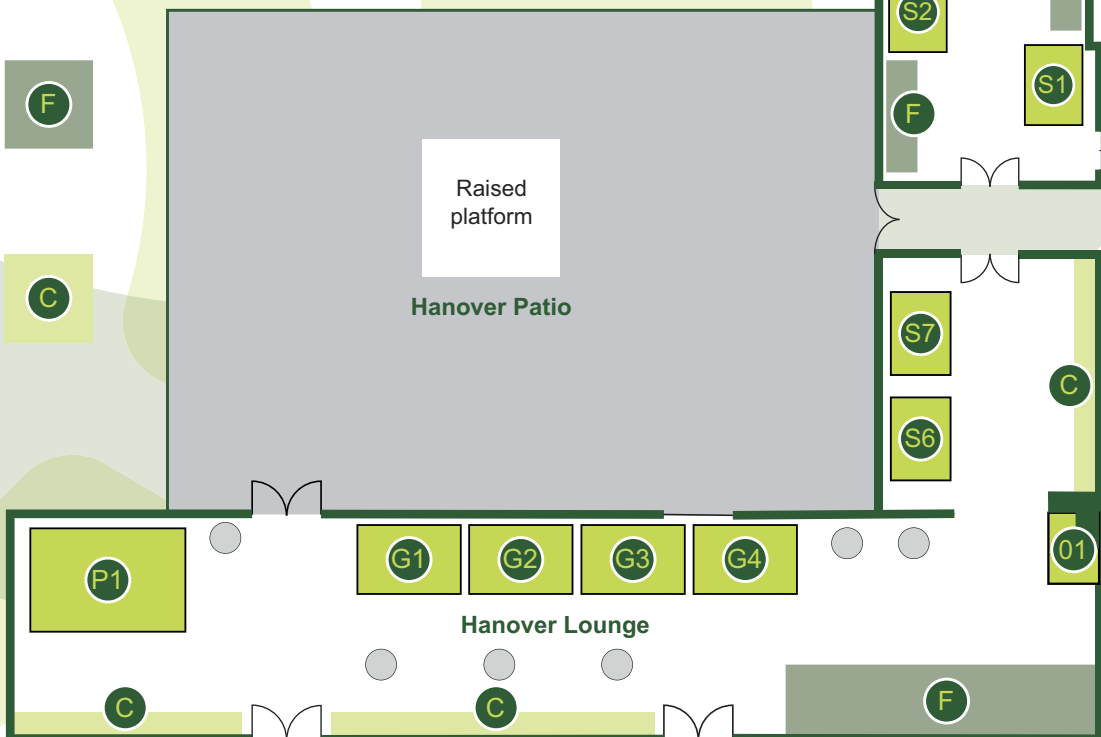 S2
F
S1
F
Raised
platform
C
Hanover Patio
S7
C
S6
01
G1
G2
G3
G4
P1
Hanover Lounge
C
C
F